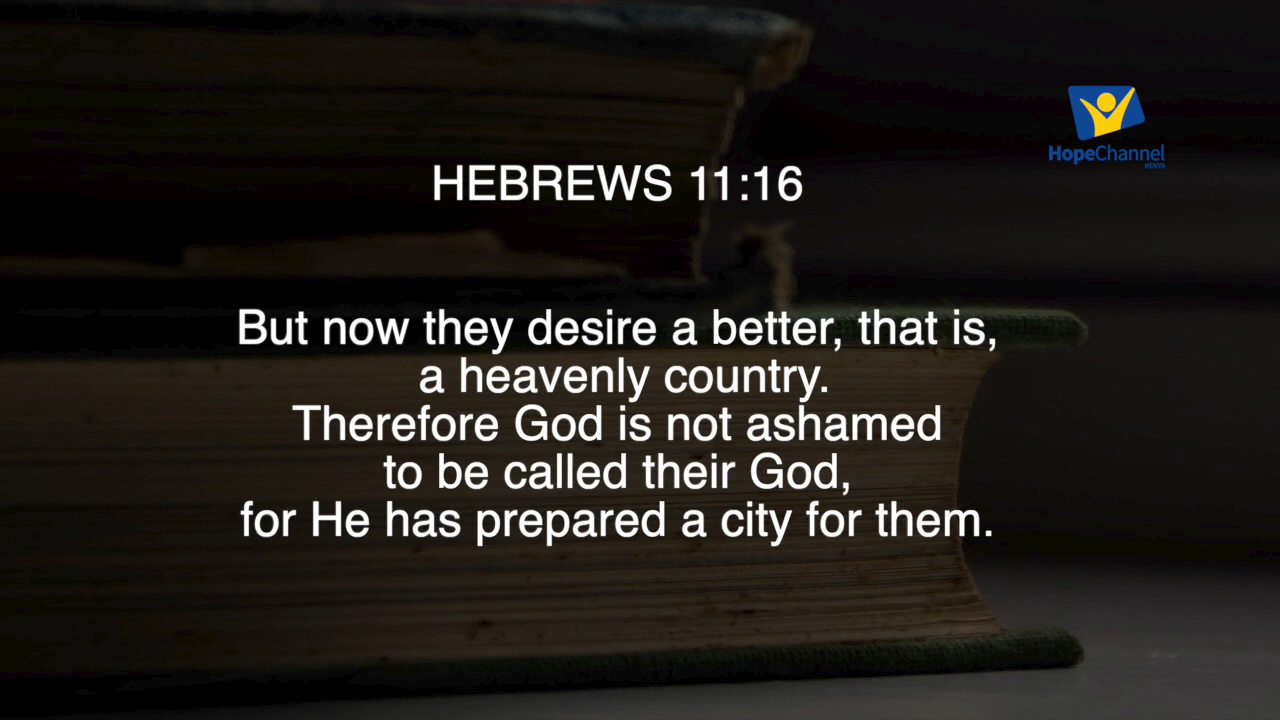 HopeChannel
KENYA
HEBREWS 11:16
But now they desire a better, that is,
a heavenly country.
Therefore God is not ashamed
to be called their God,
for He has prepared a city for them.